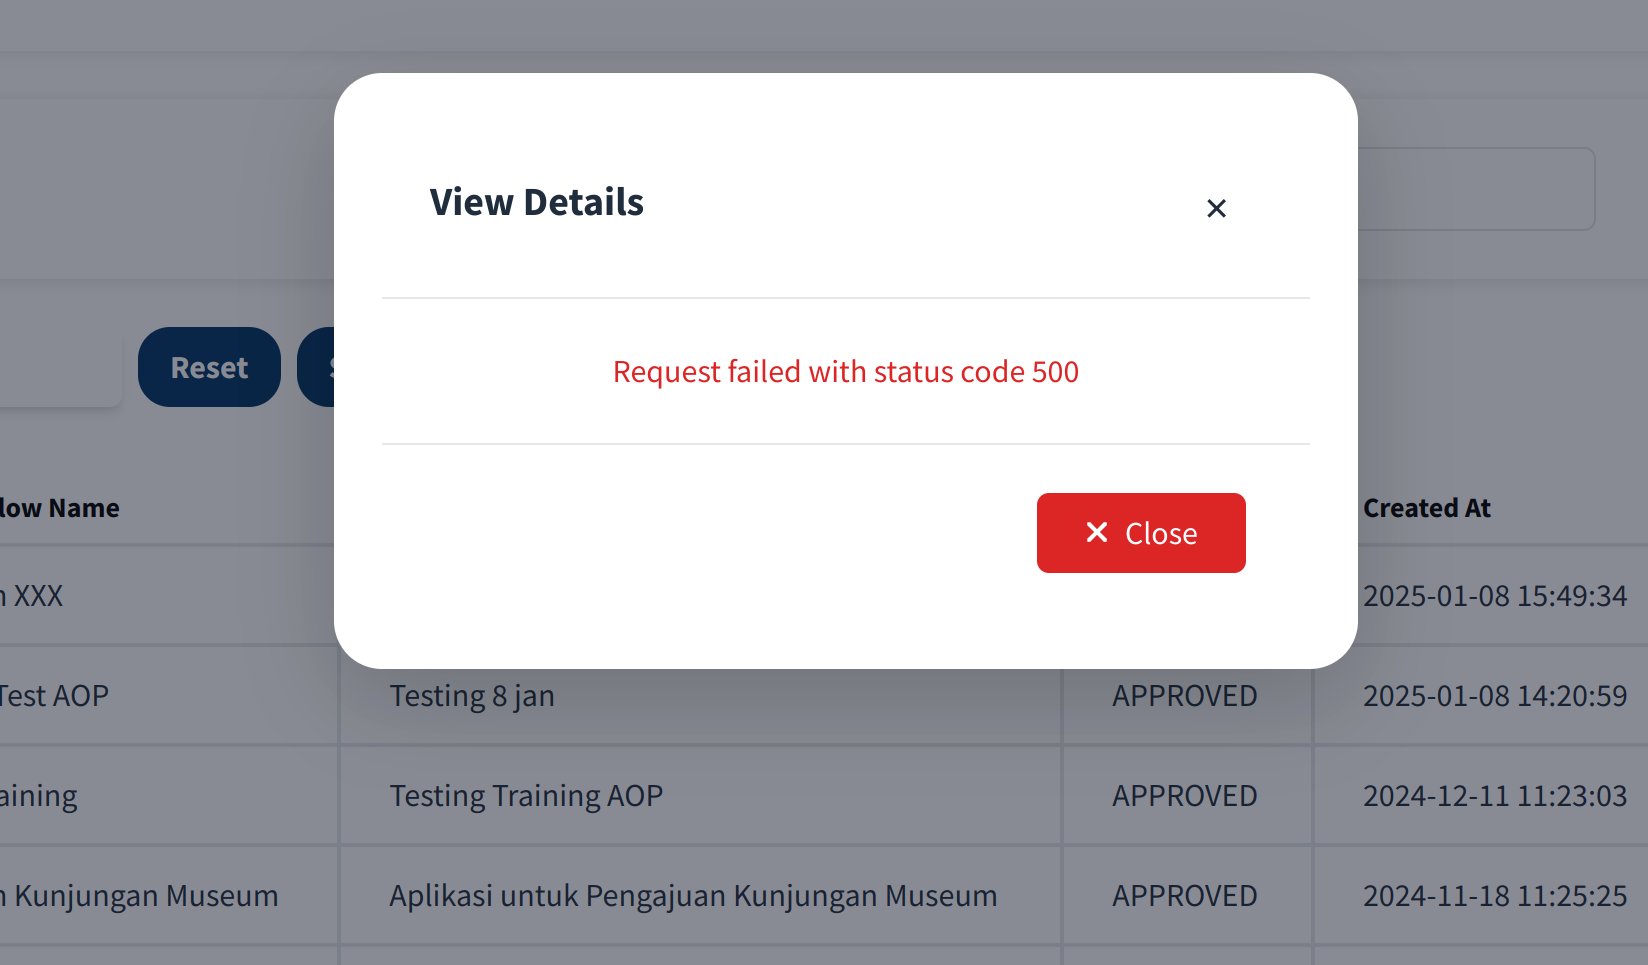 View Details
×
Request failed with status code 500
Close
Reset
low Name
Created At
XXX
2025-01-08 15:49:34
Test AOP
Testing 8 jan
APPROVED
2025-01-08 14:20:59
aining
Testing Training AOP
APPROVED
2024-12-11 11:23:03
Kunjungan Museum
Aplikasi untuk Pengajuan Kunjungan Museum
APPROVED
2024-11-18 11:25:25